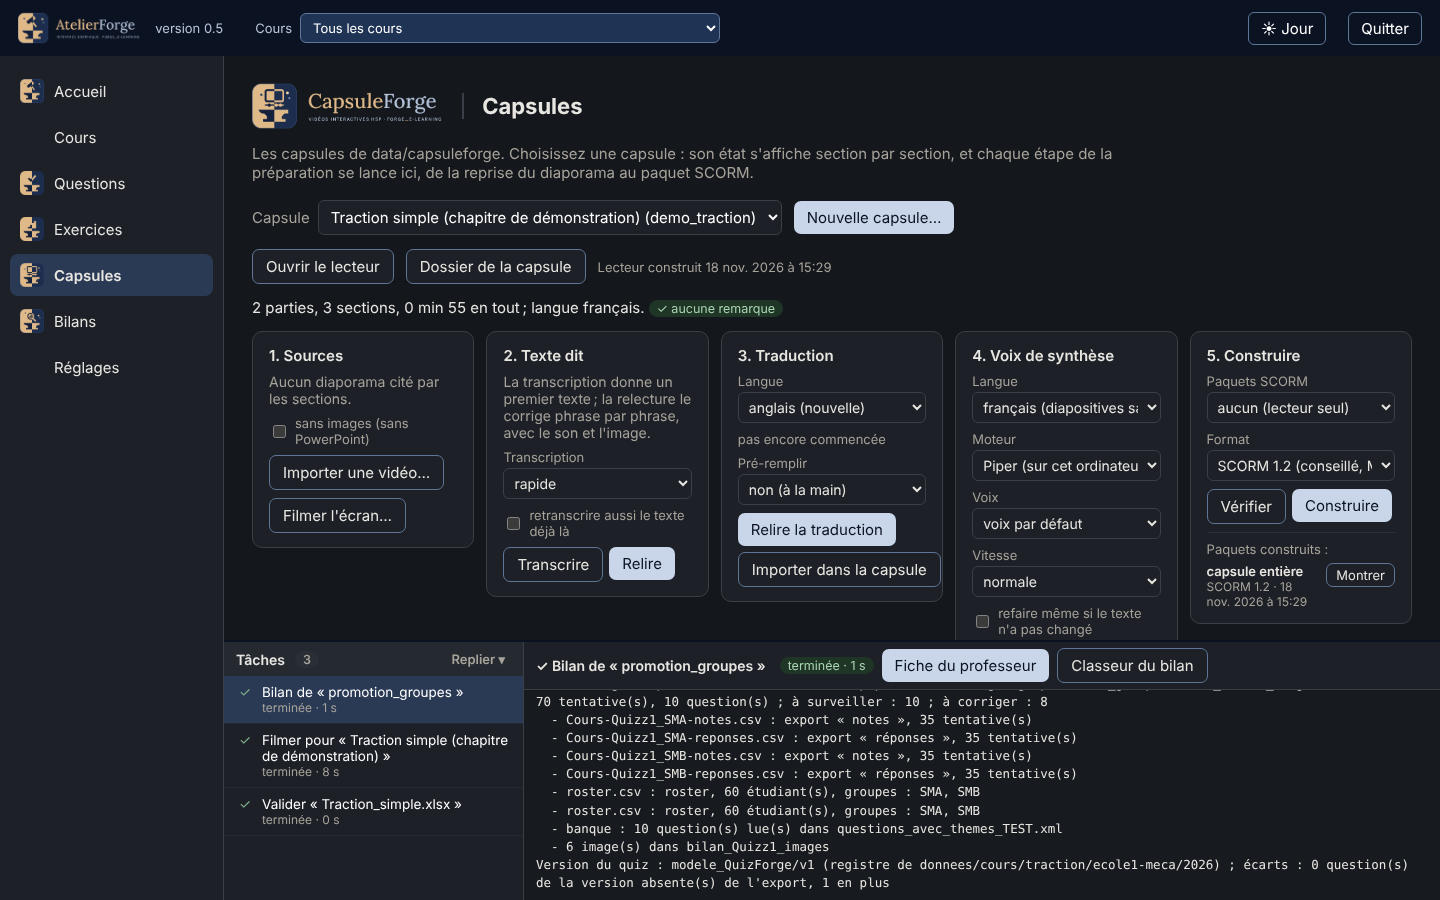 AtelierForge
version 0.5
Cours
Tous les cours
☀ Jour
Quitter
Accueil
Cours
Questions
Exercices
Capsules
Bilans
Réglages
CapsuleForge
VIDÉOS INTERACTIVES H5P · FORGE_E-LEARNING
Capsules
Les capsules de data/capsuleforge. Choisissez une capsule : son état s'affiche section par section, et chaque étape de la
préparation se lance ici, de la reprise du diaporama au paquet SCORM.
Capsule
Traction simple (chapitre de démonstration) (demo_traction)
Nouvelle capsule...
Ouvrir le lecteur
Dossier de la capsule
Lecteur construit 18 nov. 2026 à 15:29
2 parties, 3 sections, 0 min 55 en tout ; langue français.
✓ aucune remarque
1. Sources
Aucun diaporama cité par
les sections.
sans images (sans
PowerPoint)
Importer une vidéo...
Filmer l'écran...
2. Texte dit
La transcription donne un
premier texte ; la relecture le
corrige phrase par phrase,
avec le son et l'image.
Transcription
rapide
retranscrire aussi le texte
déjà là
Transcrire
Relire
3. Traduction
Langue
anglais (nouvelle)
pas encore commencée
Pré-remplir
non (à la main)
Relire la traduction
Importer dans la capsule
4. Voix de synthèse
Langue
français (diapositives sa
Moteur
Piper (sur cet ordinateu
Voix
voix par défaut
Vitesse
normale
refaire même si le texte
n'a pas changé
5. Construire
Paquets SCORM
aucun (lecteur seul)
Format
SCORM 1.2 (conseillé, M
Vérifier
Construire
Paquets construits :
capsule entière
SCORM 1.2 · 18
nov. 2026 à 15:29
Montrer
Tâches 3
Replier ▾
✓ Bilan de « promotion_groupes »
terminée · 1 s
✓ Filmer pour « Traction simple (chapitre
de démonstration) »
terminée · 8 s
✓ Valider « Traction_simple.xlsx »
terminée · 0 s
✓ Bilan de « promotion_groupes »
terminée · 1 s
Fiche du professeur
Classeur du bilan
70 tentative(s), 10 question(s) ; à surveiller : 10 ; à corriger : 8
- Cours-Quizz1_SMA-notes.csv : export « notes », 35 tentative(s)
- Cours-Quizz1_SMA-reponses.csv : export « réponses », 35 tentative(s)
- Cours-Quizz1_SMB-notes.csv : export « notes », 35 tentative(s)
- Cours-Quizz1_SMB-reponses.csv : export « réponses », 35 tentative(s)
- roster.csv : roster, 60 étudiant(s), groupes : SMA, SMB
- roster.csv : roster, 60 étudiant(s), groupes : SMA, SMB
- banque : 10 question(s) lue(s) dans questions_avec_themes_TEST.xml
- 6 image(s) dans bilan_Quizz1_images
Version du quiz : modele_QuizForge/v1 (registre de donnees/cours/traction/ecole1-meca/2026) ; écarts : 0 question(s)
de la version absente(s) de l'export, 1 en plus